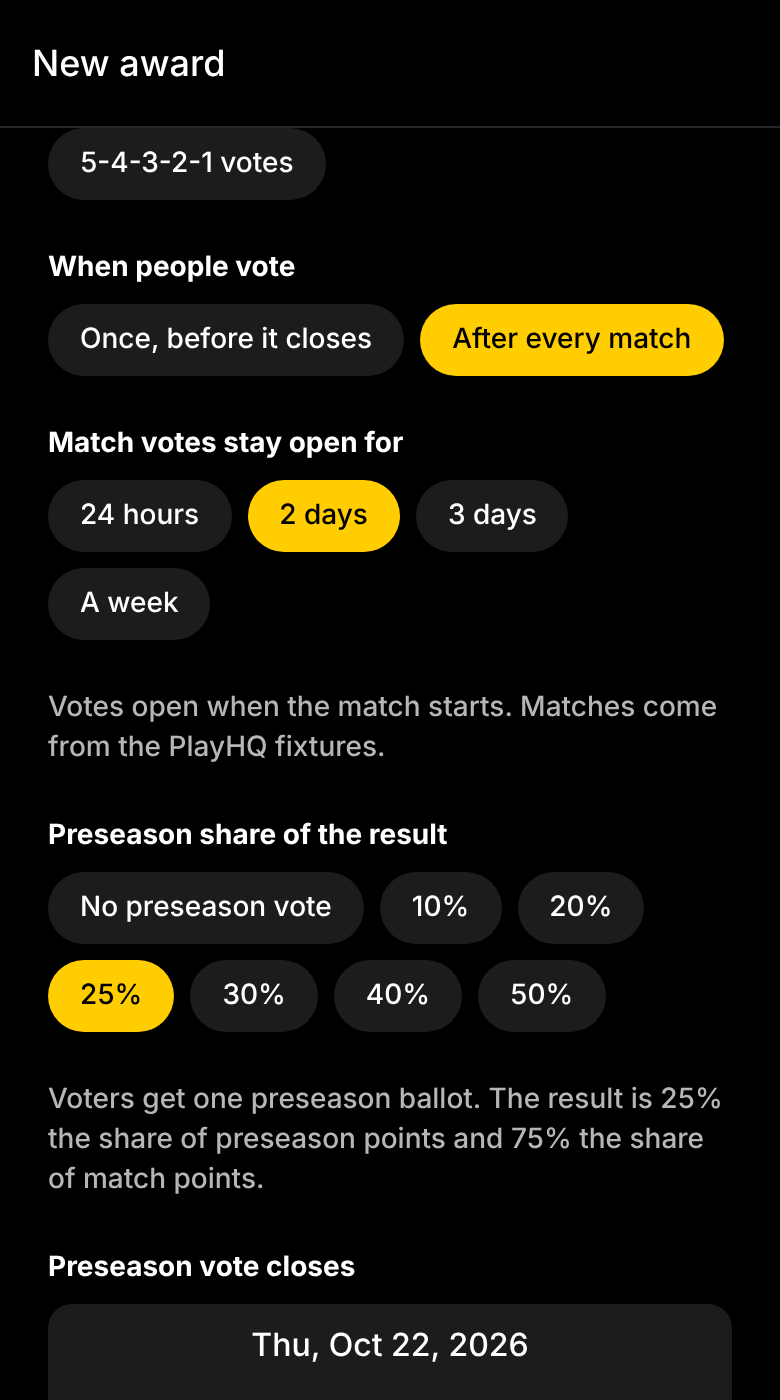 New award
5-4-3-2-1 votes
When people vote
Once, before it closes After every match
Match votes stay open for
24 hours 2 days 3 days
A week
Votes open when the match starts. Matches come
from the PlayHQ fixtures.
Preseason share of the result
No preseason vote 10% 20%
25% 30% 40% 50%
Voters get one preseason ballot. The result is 25%
the share of preseason points and 75% the share
of match points.
Preseason vote closes
Thu, Oct 22, 2026